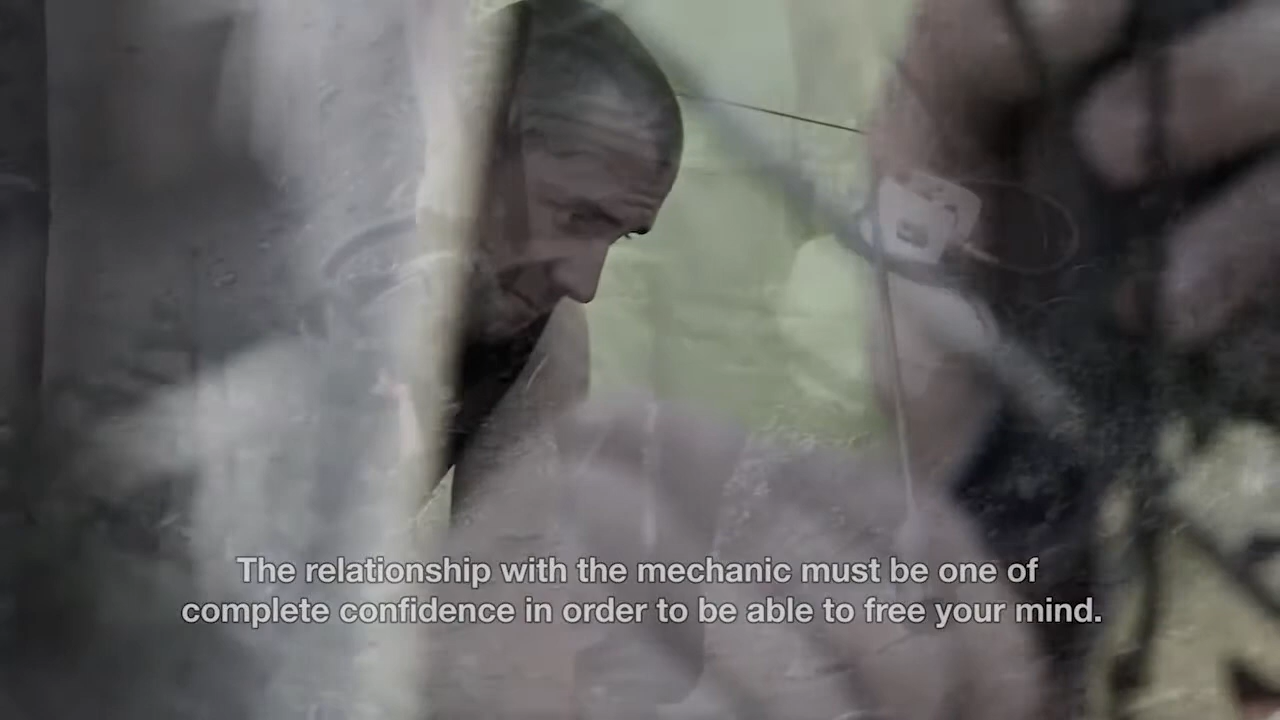 The relationship with the mechanic must be one of
complete confidence in order to be able to free your mind.